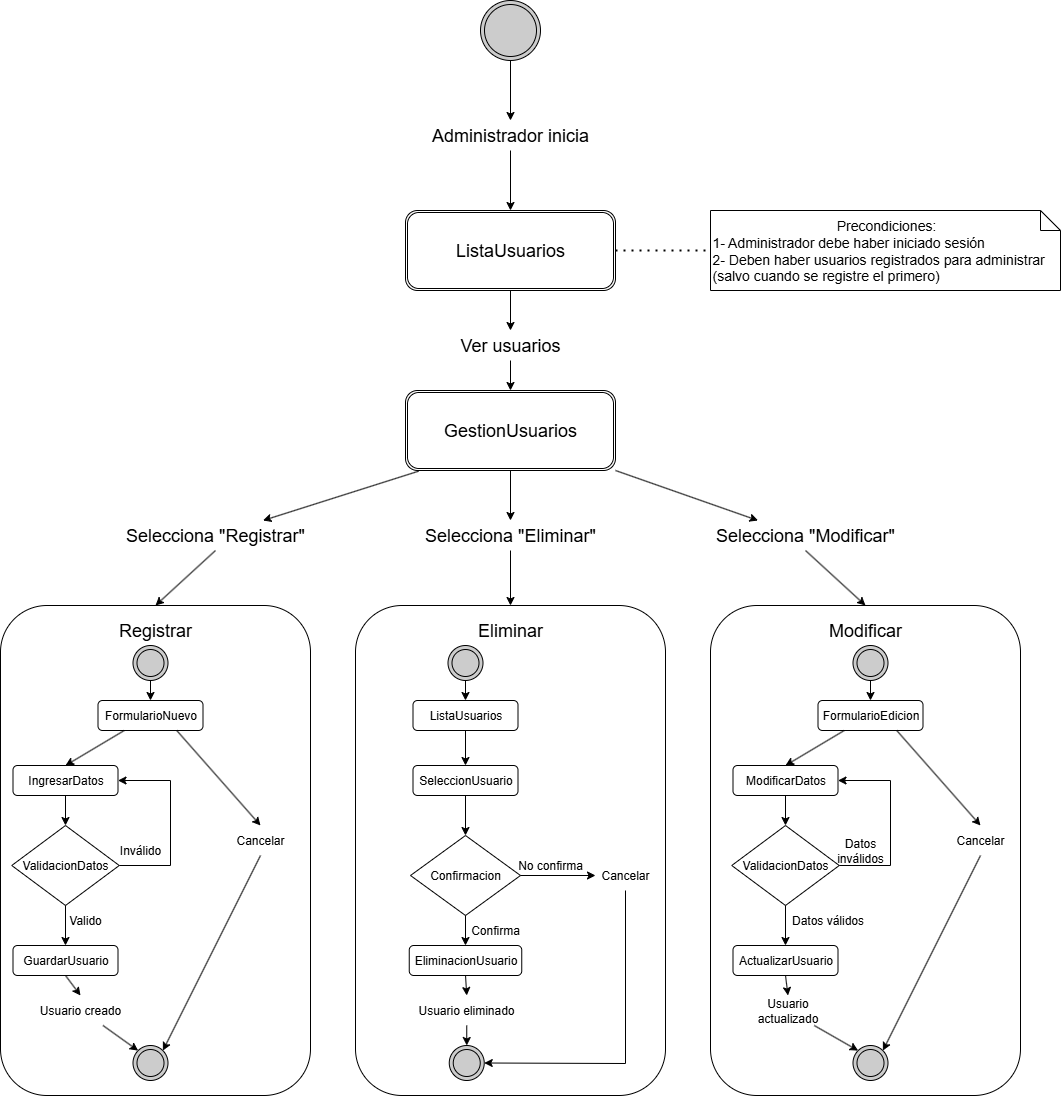 Administrador inicia
ListaUsuarios
Precondiciones:
1- Administrador debe haber iniciado sesión
2- Deben haber usuarios registrados para administrar
(salvo cuando se registre el primero)
Ver usuarios
GestionUsuarios
Selecciona "Registrar"
Selecciona "Eliminar"
Selecciona "Modificar"
Registrar
FormularioNuevo
IngresarDatos
Inválido
Cancelar
ValidacionDatos
Valido
GuardarUsuario
Usuario creado
Eliminar
ListaUsuarios
SeleccionUsuario
Confirmacion
No confirma
Cancelar
Confirma
EliminacionUsuario
Usuario eliminado
Modificar
FormularioEdicion
ModificarDatos
Datos
inválidos
Cancelar
ValidacionDatos
Datos válidos
ActualizarUsuario
Usuario
actualizado